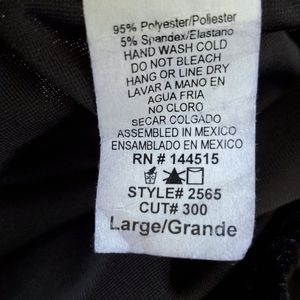 95% Polyester/Poliester
5% Spandex/Elastano
HAND WASH COLD
DO NOT BLEACH
HANG OR LINE DRY
LAVAR A MANO EN
AGUA FRIA
NO CLORO
SECAR COLGADO
ASSEMBLED IN MEXICO
ENSAMBLADO EN MEXICO
RN # 144515
STYLE# 2565
CUT# 300
Large/Grande